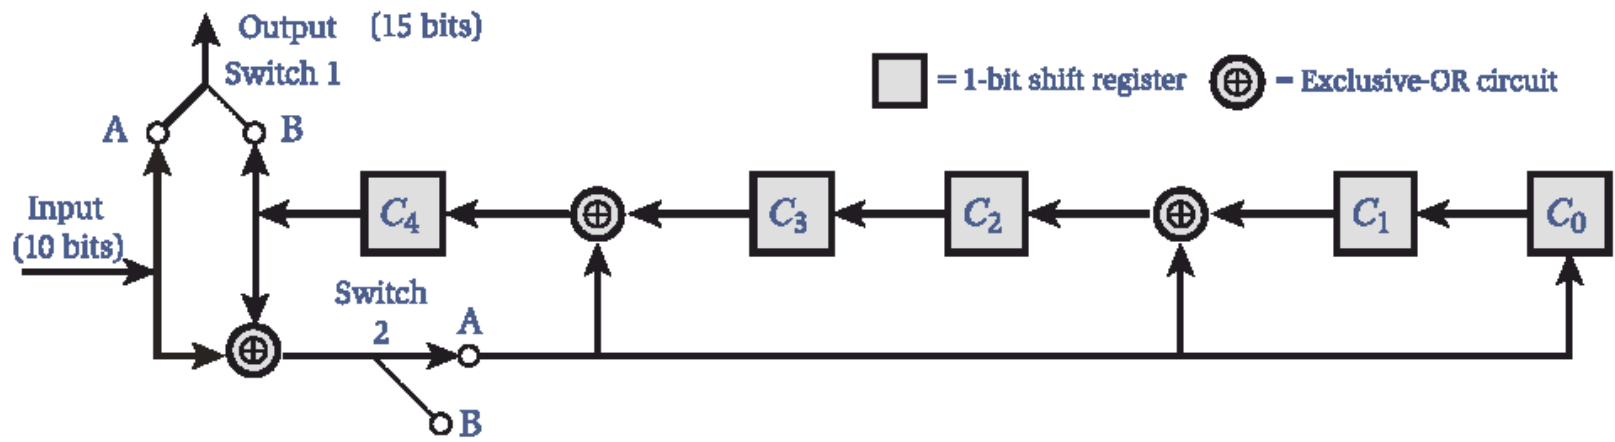 Output (15 bits)
Switch 1
= 1-bit shift register
= Exclusive-OR circuit
A
B
Input
(10 bits)
C4
C3
C2
C1
C0
Switch
2
A
B